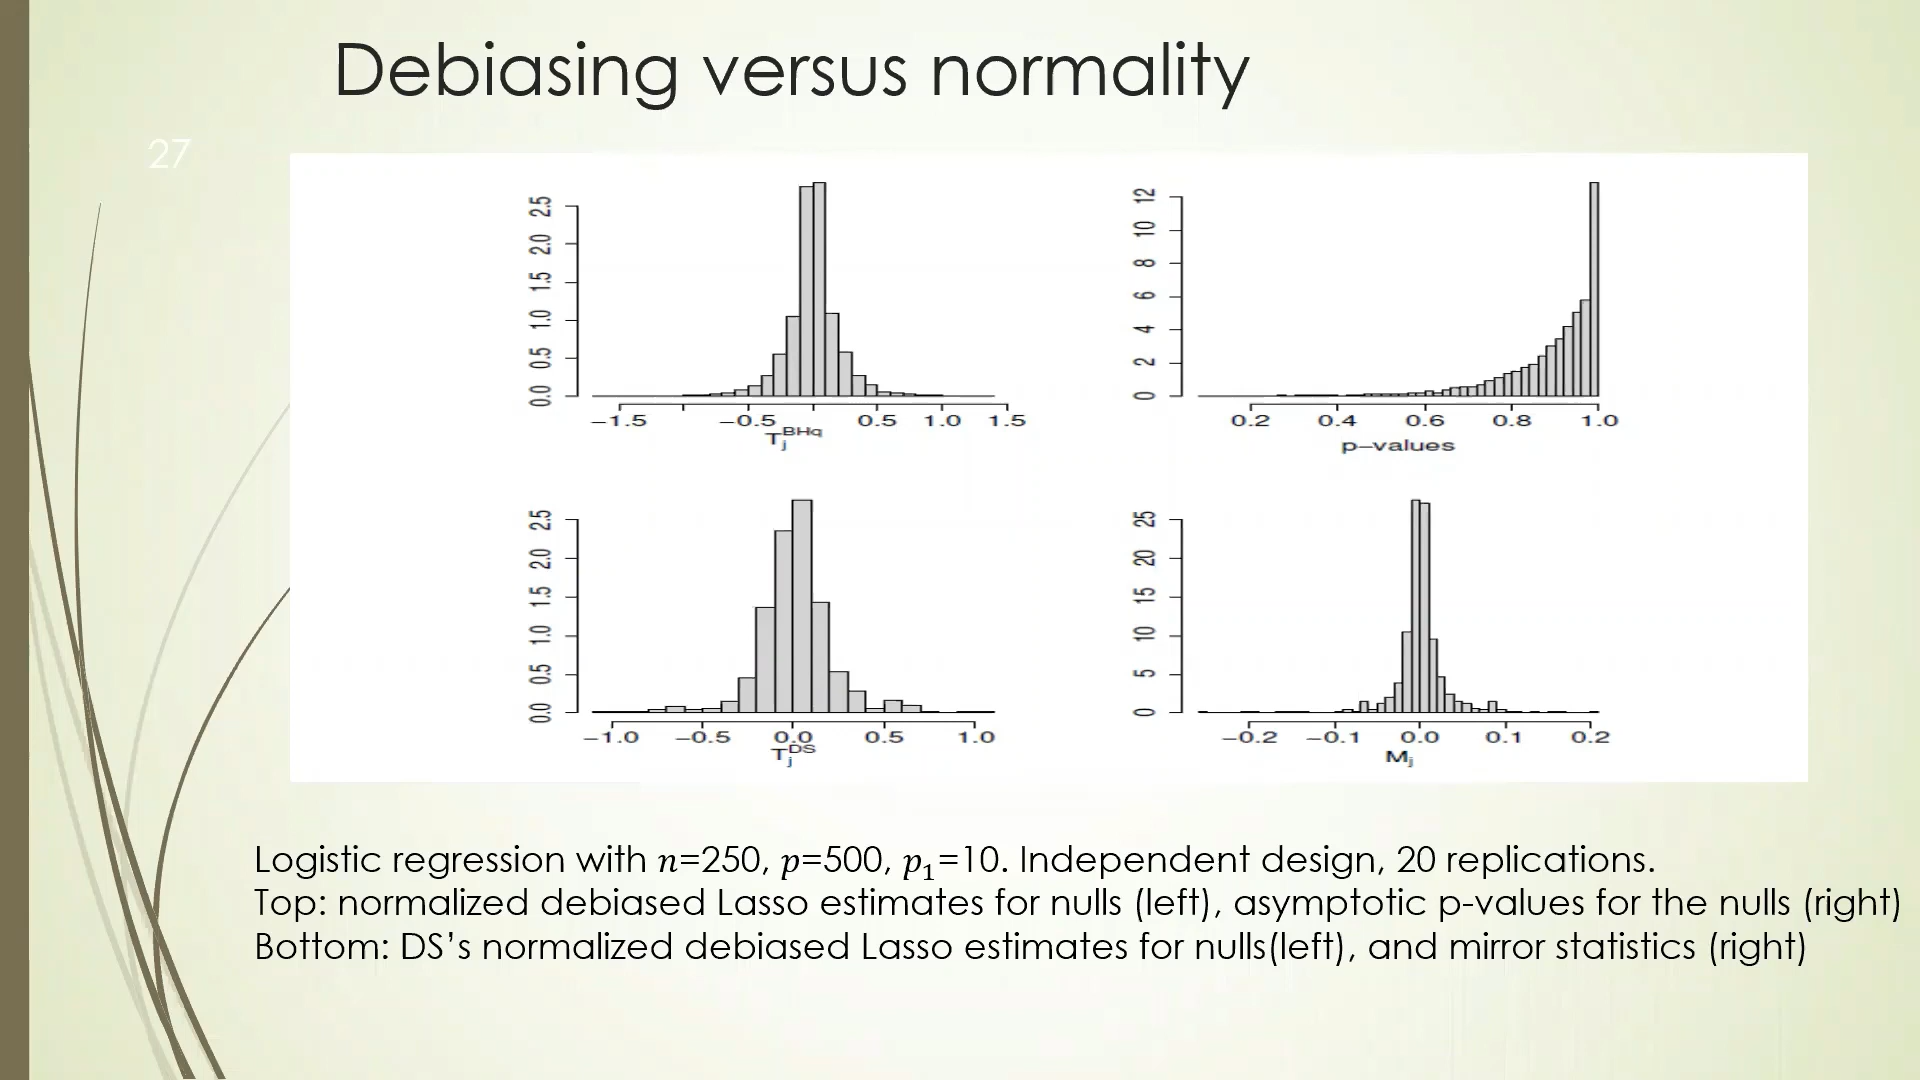 Debiasing versus normality
27
2.5
2.0
1.5
1.0
0.5
0.0
−1.5 −0.5 0.5 1.0 1.5
T_j^BHq
12
10
8
6
4
2
0
0.2 0.4 0.6 0.8 1.0
p−values
2.5
2.0
1.5
1.0
0.5
0.0
−1.0 −0.5 0.0 0.5 1.0
T_j^DS
25
20
15
10
5
0
−0.2 −0.1 0.0 0.1 0.2
M_j
Logistic regression with n=250, p=500, p₁=10. Independent design, 20 replications.
Top: normalized debiased Lasso estimates for nulls (left), asymptotic p-values for the nulls (right)
Bottom: DS’s normalized debiased Lasso estimates for nulls(left), and mirror statistics (right)